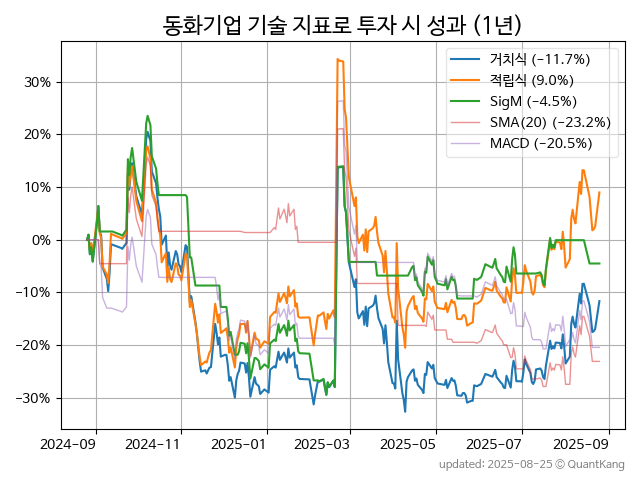 동화기업 기술 지표로 투자 시 성과 (1년)
거치식 (−11.7%)
적립식 (9.0%)
SigM (−4.5%)
SMA(20) (−23.2%)
MACD (−20.5%)
30%
20%
10%
0%
−10%
−20%
−30%
2024-09
2024-11
2025-01
2025-03
2025-05
2025-07
2025-09
updated: 2025-08-25 © QuantKang